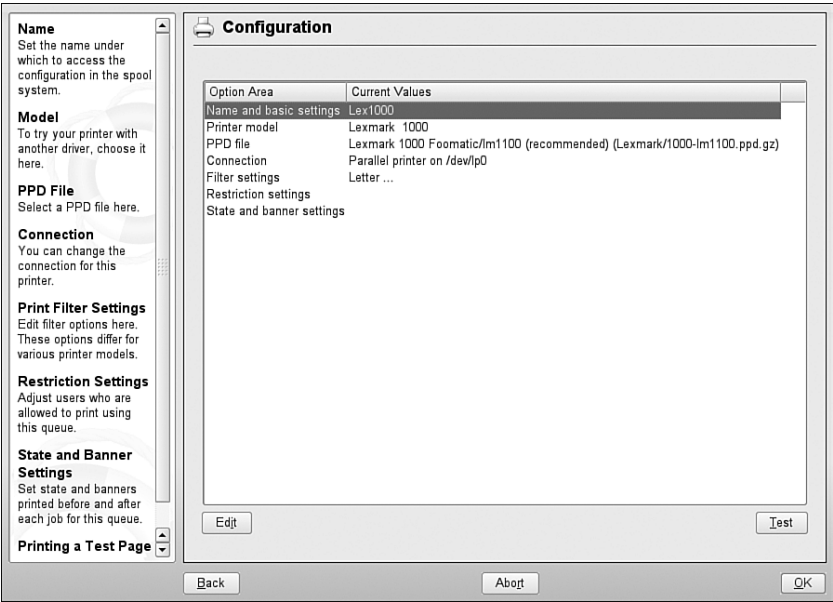 Name
Set the name under
which to access the
configuration in the spool
system.
Model
To try your printer with
another driver, choose it
here.
PPD File
Select a PPD file here.
Connection
You can change the
connection for this
printer.
Print Filter Settings
Edit filter options here.
These options differ for
various printer models.
Restriction Settings
Adjust users who are
allowed to print using
this queue.
State and Banner
Settings
Set state and banners
printed before and after
each job for this queue.
Printing a Test Page
Configuration
Option Area Current Values
Name and basic settings Lex1000
Printer model Lexmark 1000
PPD file Lexmark 1000 Foomatic/lm1100 (recommended) (Lexmark/1000-lm1100.ppd.gz)
Connection Parallel printer on /dev/lp0
Filter settings Letter ...
Restriction settings
State and banner settings
Edit Test
Back Abort OK